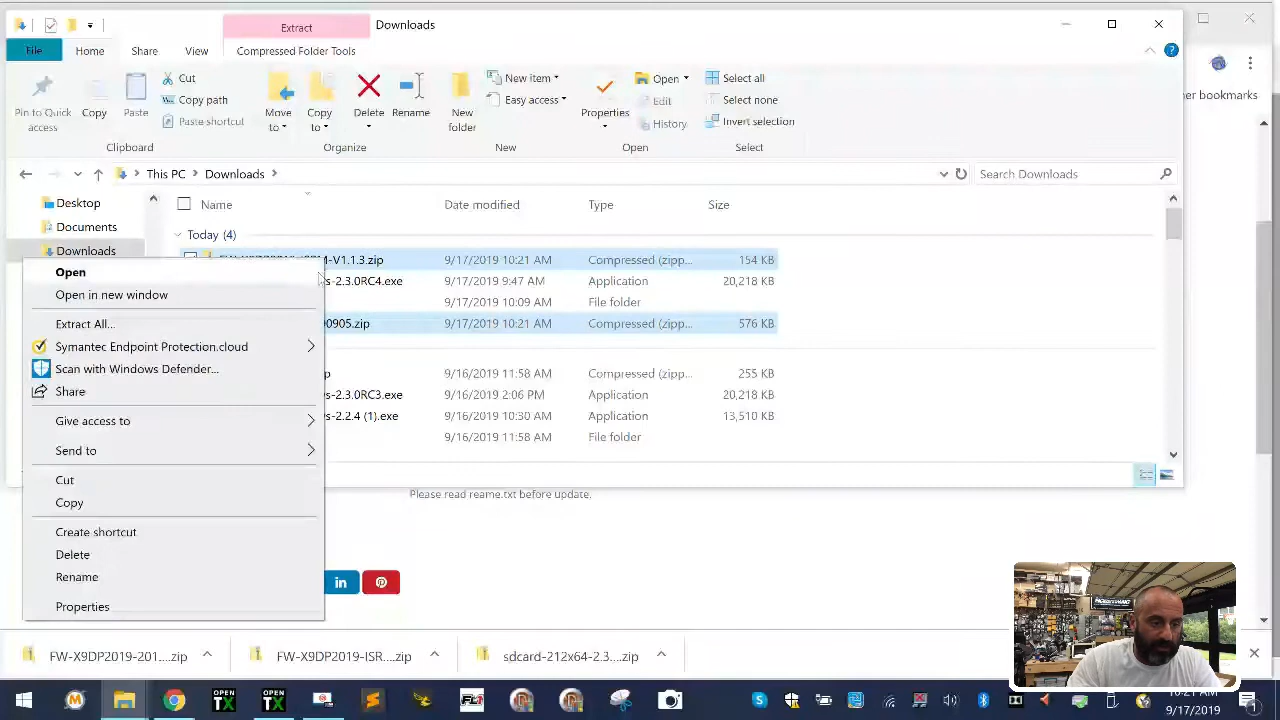 Extract
Downloads
File
Home
Share
View
Compressed Folder Tools
Pin to Quick access
Copy
Paste
Cut
Copy path
Paste shortcut
Clipboard
Move to
Copy to
Delete
Rename
Organize
New folder
New item
Easy access
New
Properties
Open
Edit
History
Open
Select all
Select none
Invert selection
Select
er bookmarks
This PC
Downloads
Search Downloads
Desktop
Documents
Downloads
Name
Date modified
Type
Size
Today (4)
-V1.1.3.zip 9/17/2019 10:21 AM Compressed (zipp... 154 KB
s-2.3.0RC4.exe 9/17/2019 9:47 AM Application 20,218 KB
9/17/2019 10:09 AM File folder
0905.zip 9/17/2019 10:21 AM Compressed (zipp... 576 KB
p 9/16/2019 11:58 AM Compressed (zipp... 255 KB
s-2.3.0RC3.exe 9/16/2019 2:06 PM Application 20,218 KB
s-2.2.4 (1).exe 9/16/2019 10:30 AM Application 13,510 KB
9/16/2019 11:58 AM File folder
Open
Open in new window
Extract All...
Symantec Endpoint Protection.cloud
Scan with Windows Defender...
Share
Give access to
Send to
Cut
Copy
Create shortcut
Delete
Rename
Properties
Please read reame.txt before update.
in
FW-X9DP2019-201....zip
FW-X9DP2019-ISR....zip
sdcard-212x64-2.3....zip
OPEN TX
OPEN TX
10:21 AM
9/17/2019